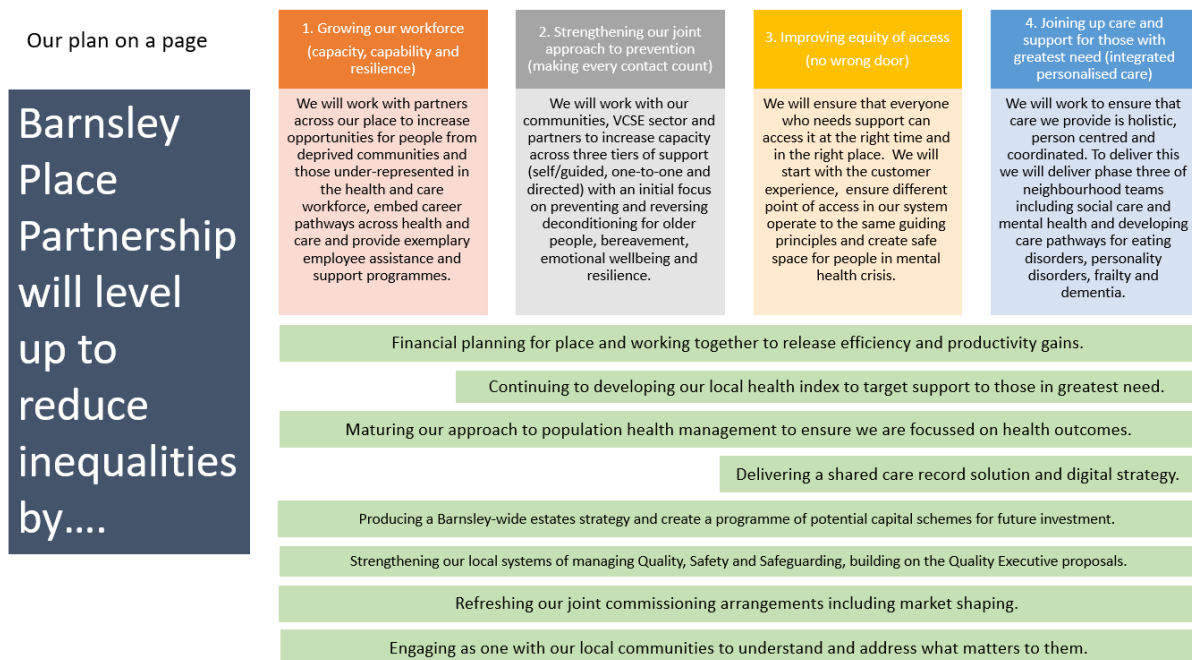 Our plan on a page
Barnsley
Place
Partnership
will level
up to
reduce
inequalities
by....
1. Growing our workforce
(capacity, capability and
resilience)
We will work with partners
across our place to increase
opportunities for people from
deprived communities and
those under-represented in
the health and care
workforce, embed career
pathways across health and
care and provide exemplary
employee assistance and
support programmes.
2. Strengthening our joint
approach to prevention
(making every contact count)
We will work with our
communities, VCSE sector and
partners to increase capacity
across three tiers of support
(self/guided, one-to-one and
directed) with an initial focus
on preventing and reversing
deconditioning for older
people, bereavement,
emotional wellbeing and
resilience.
3. Improving equity of access
(no wrong door)
We will ensure that everyone
who needs support can
access it at the right time and
in the right place. We will
start with the customer
experience, ensure different
point of access in our system
operate to the same guiding
principles and create safe
space for people in mental
health crisis.
4. Joining up care and
support for those with
greatest need (integrated
personalised care)
We will work to ensure that
care we provide is holistic,
person centred and
coordinated. To deliver this
we will deliver phase three of
neighbourhood teams
including social care and
mental health and developing
care pathways for eating
disorders, personality
disorders, frailty and
dementia.
Financial planning for place and working together to release efficiency and productivity gains.
Continuing to developing our local health index to target support to those in greatest need.
Maturing our approach to population health management to ensure we are focussed on health outcomes.
Delivering a shared care record solution and digital strategy.
Producing a Barnsley-wide estates strategy and create a programme of potential capital schemes for future investment.
Strengthening our local systems of managing Quality, Safety and Safeguarding, building on the Quality Executive proposals.
Refreshing our joint commissioning arrangements including market shaping.
Engaging as one with our local communities to understand and address what matters to them.